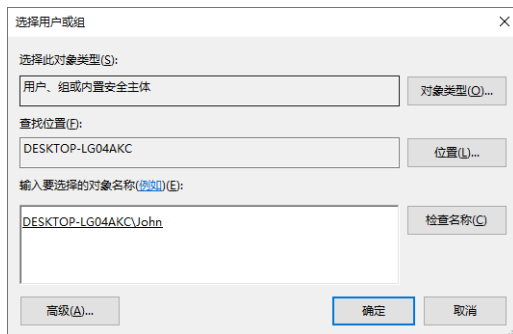 选择用户或组
选择此对象类型(S):
用户、组或内置安全主体
对象类型(O)...
查找位置(F):
DESKTOP-LG04AKC
位置(L)...
输入要选择的对象名称(例如)(E):
DESKTOP-LG04AKC\John
检查名称(C)
高级(A)...
确定
取消